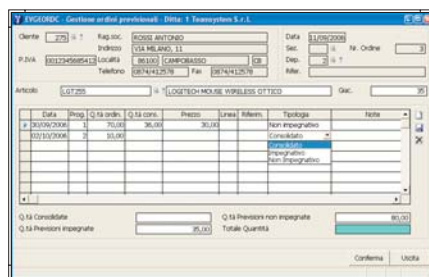 EVGEORDC - Gestione ordini previsionali - Ditta: 1 Teamsystem S.r.l.
Cliente 275 ? Rag.soc. ROSSI ANTONIO Data 11/09/2006
Indirizzo VIA MILANO, 11 Sez. Nr. Ordine 3
P.IVA Località 86100 CAMPOBASSO CB Dep. 2 ?
Telefono 0874/412578 Fax 0874/412578 Rifer.
Articolo LGT255 ? LOGITECH MOUSE WIRELESS OTTICO Giac. 35
Data Prog. Q.tà ordin. Q.tà cons. Prezzo Linea Riferim. Tipologia Note
30/09/2006 1 70,00 36,00 30,00 Non impegnativo
02/10/2006 2 10,00 Consolidato
Consolidato
Impegnativo
Non Impegnativo
Q.tà Consolidate Q.tà Previsioni non impegnate 80,00
Q.tà Previsioni impegnate 35,00 Totale Quantità
Conferma Uscita